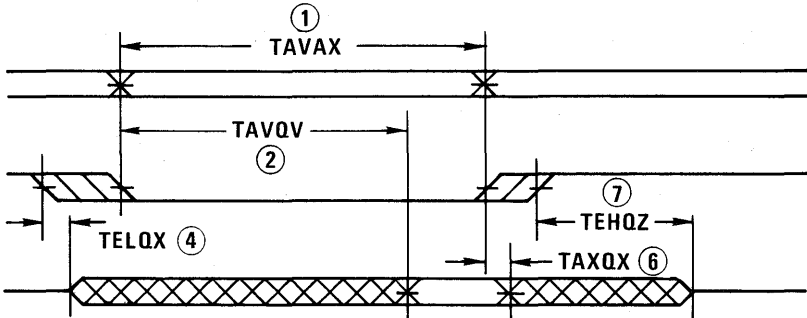 ①
TAVAX
TAVQV
②
⑦
TEHQZ
TELQX ④
TAXQX ⑥